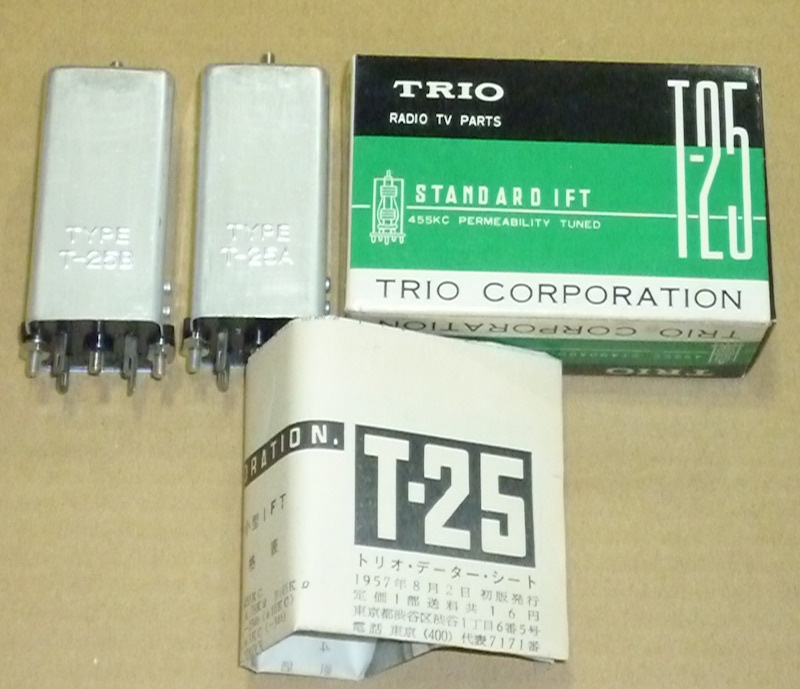 TYPE
T-25B
TYPE
T-25A
TRIO
RADIO TV PARTS
T-25
STANDARD IFT
455KC PERMEABILITY TUNED
TRIO CORPORATION
TRIO CORPORATION
TRIO
RATION.
小型IFT
格表
T-25
トリオ・データー・シート
1957年8月2日 初版発行
定価1部送料共16円
東京都渋谷区渋谷1丁目6番5号
電話 東京 (400) 代表7171番